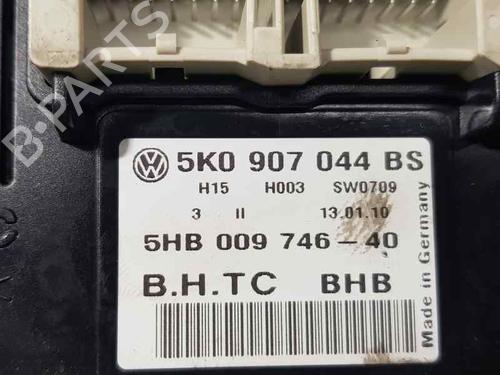 B-PARTS
5K0 907 044 BS
H15 H003 SW0709
3 II 13.01.10
5HB 009 746-40
B.H.TC BHB
Made in Germany